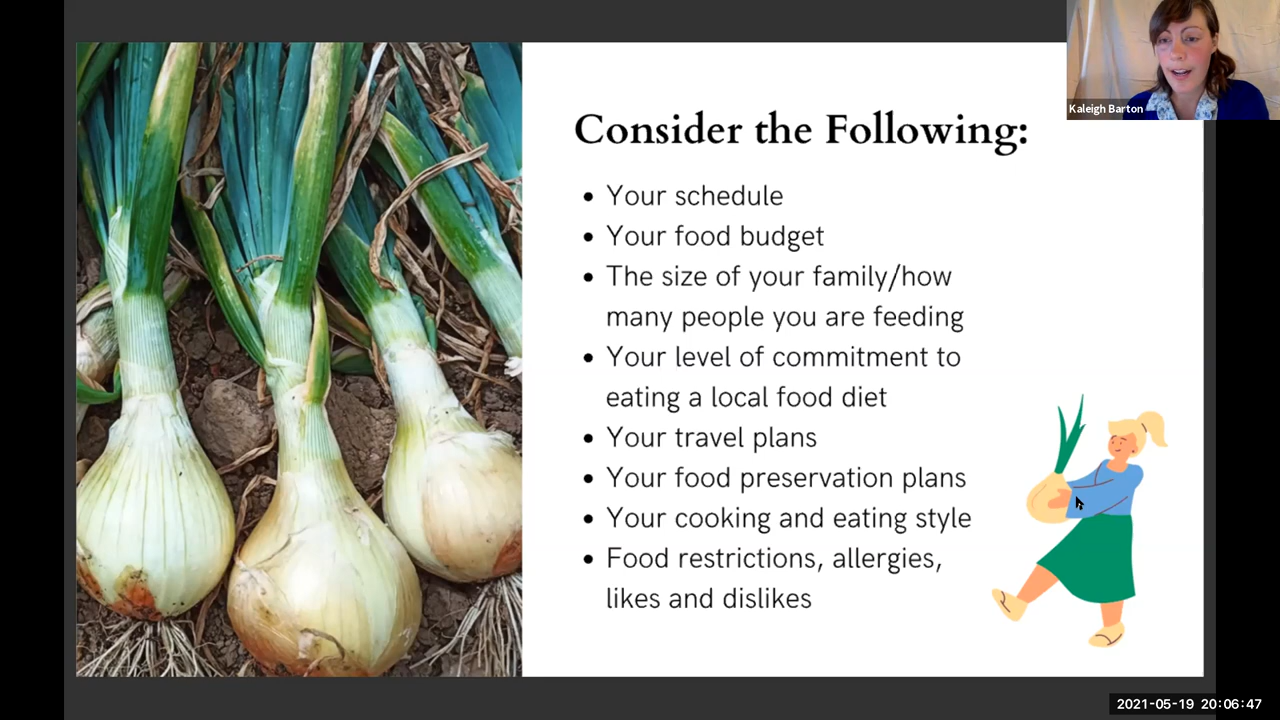 Kaleigh Barton
Consider the Following:
• Your schedule
• Your food budget
• The size of your family/how
many people you are feeding
• Your level of commitment to
eating a local food diet
• Your travel plans
• Your food preservation plans
• Your cooking and eating style
• Food restrictions, allergies,
likes and dislikes
2021-05-19 20:06:47